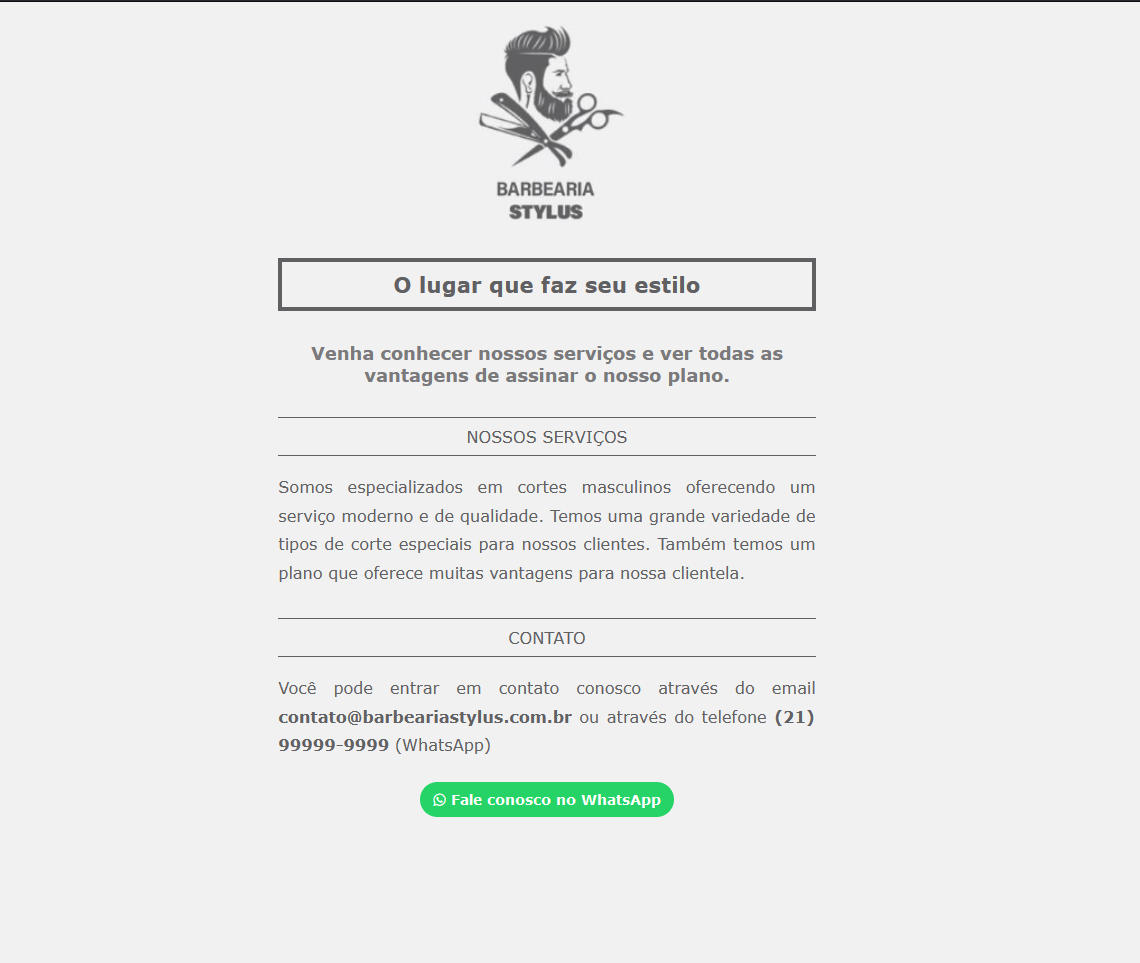 BARBEARIA
STYLUS
O lugar que faz seu estilo
Venha conhecer nossos serviços e ver todas as
vantagens de assinar o nosso plano.
NOSSOS SERVIÇOS
Somos especializados em cortes masculinos oferecendo um
serviço moderno e de qualidade. Temos uma grande variedade de
tipos de corte especiais para nossos clientes. Também temos um
plano que oferece muitas vantagens para nossa clientela.
CONTATO
Você pode entrar em contato conosco através do email
contato@barbeariastylus.com.br ou através do telefone (21)
99999-9999 (WhatsApp)
Fale conosco no WhatsApp